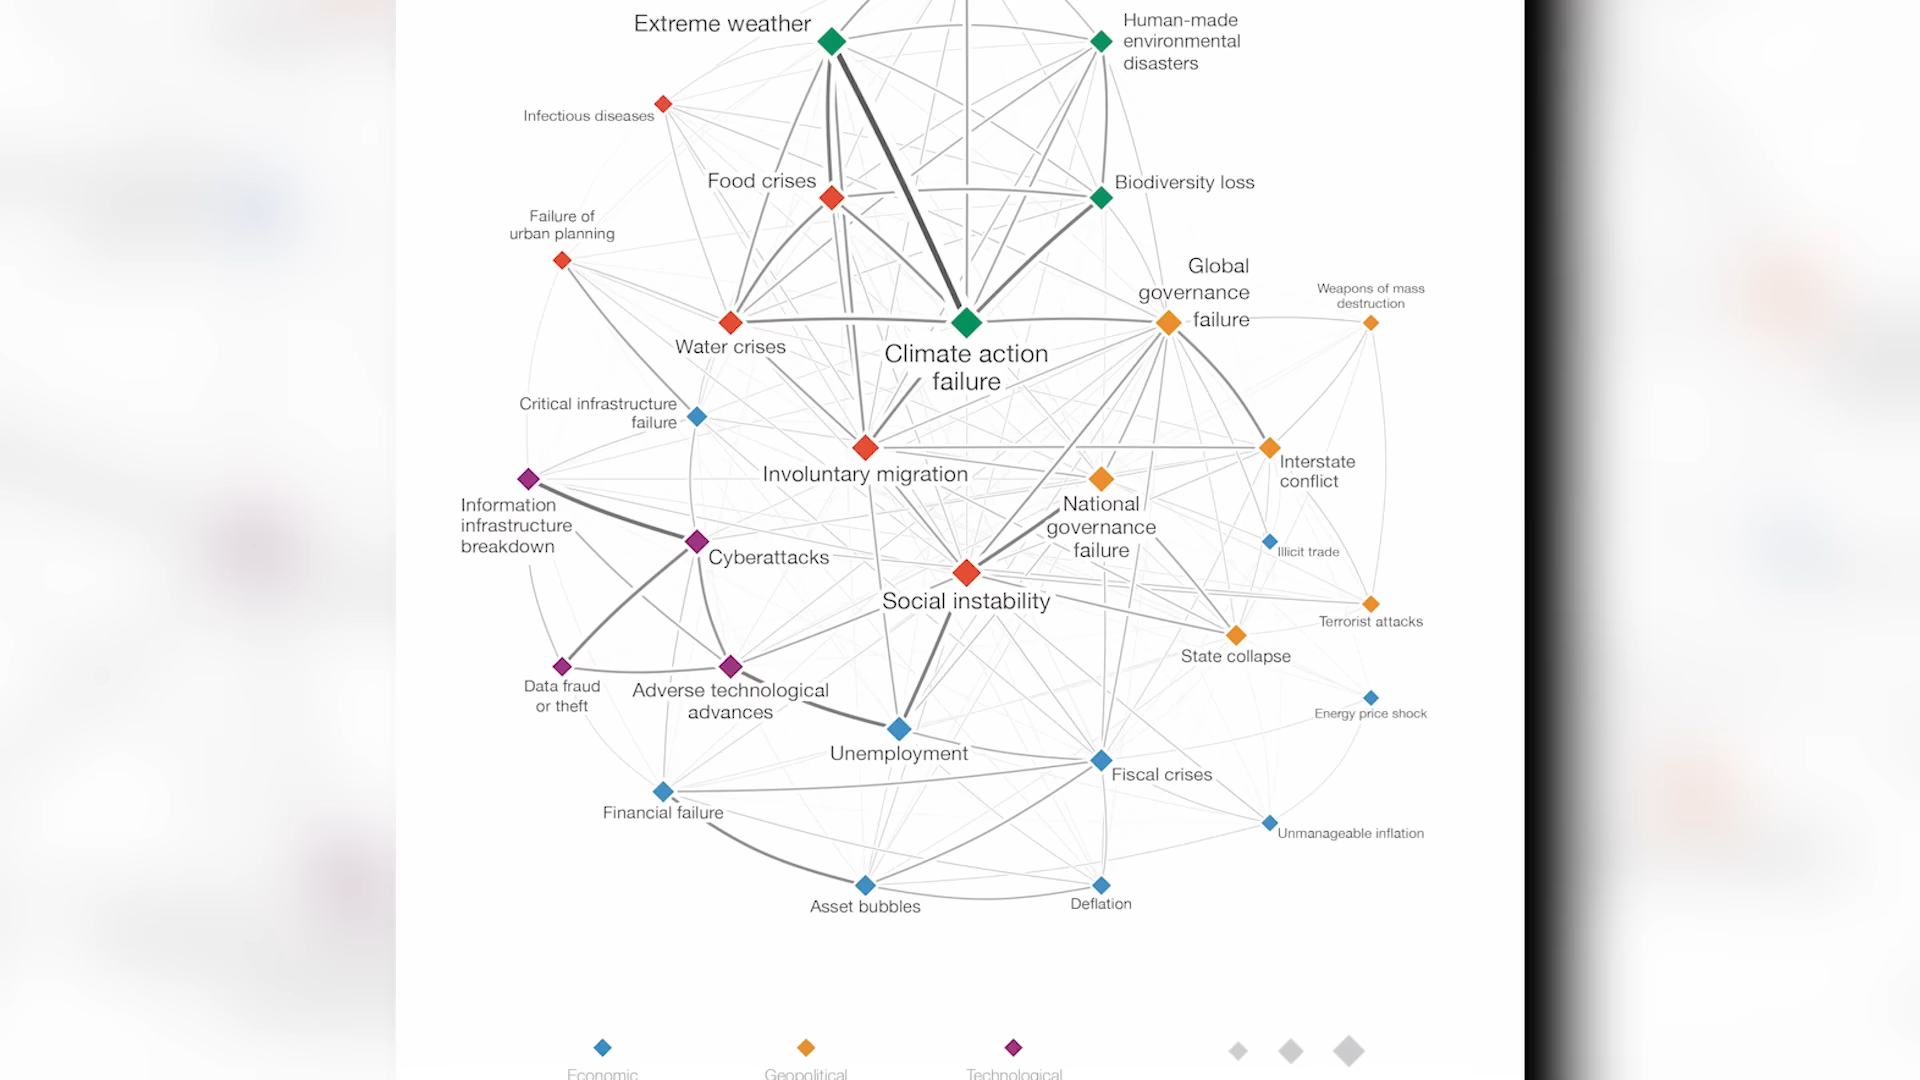 Extreme weather
Human-made
environmental
disasters
Infectious diseases
Food crises
Biodiversity loss
Failure of
urban planning
Global
governance
failure
Weapons of mass
destruction
Water crises
Climate action
failure
Critical infrastructure
failure
Involuntary migration
Interstate
conflict
Information
infrastructure
breakdown
National
governance
failure
Cyberattacks
Illicit trade
Social instability
Terrorist attacks
State collapse
Data fraud
or theft
Adverse technological
advances
Energy price shock
Unemployment
Fiscal crises
Financial failure
Unmanageable inflation
Asset bubbles
Deflation
Economic
Geopolitical
Technological